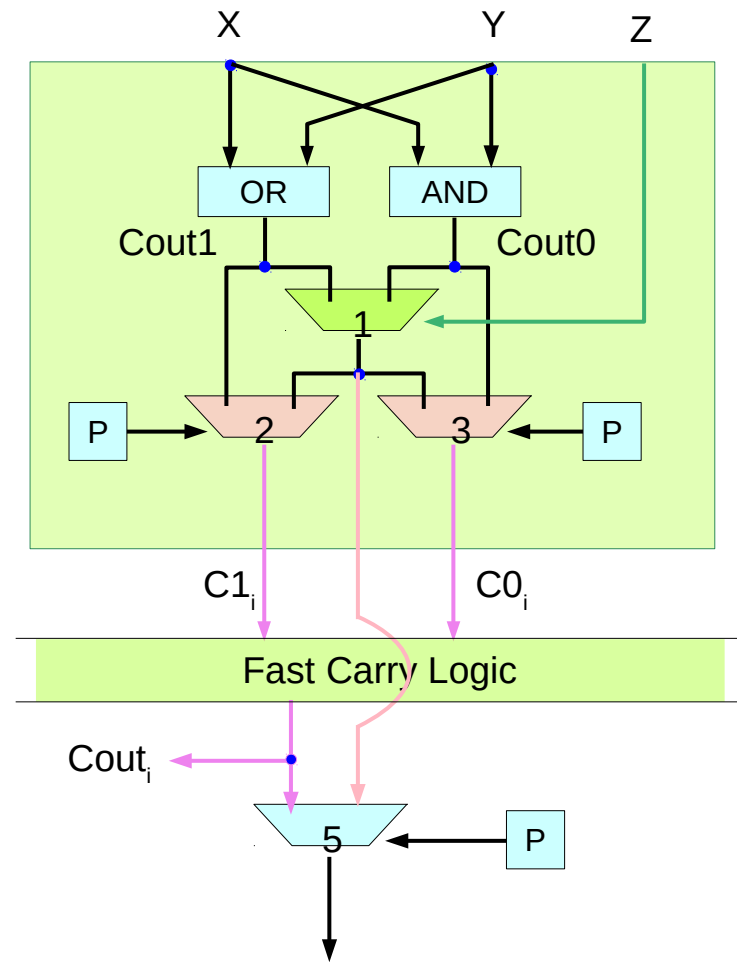 X Y Z
OR AND
Cout1 Cout0
1
P 2 3 P
C1i C0i
Fast Carry Logic
Couti
5 P